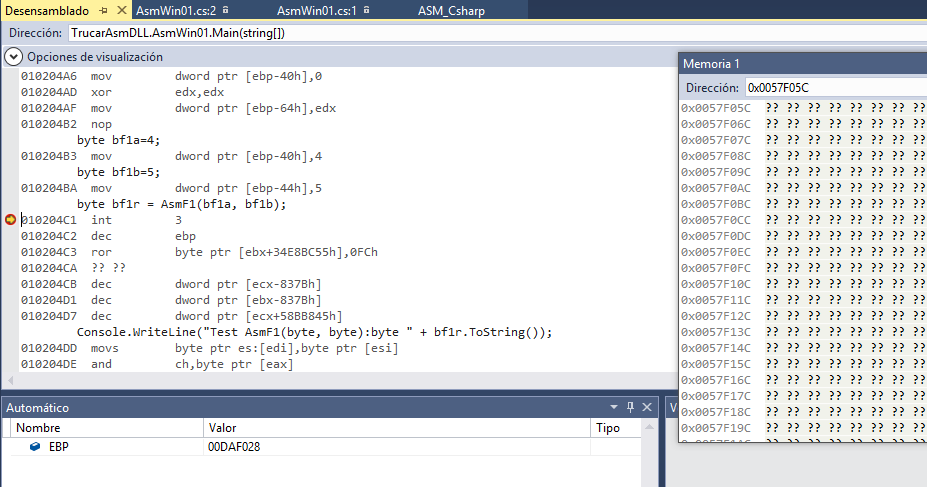 Desensamblado
AsmWin01.cs:2
AsmWin01.cs:1
ASM_Csharp
Dirección: TrucarAsmDLL.AsmWin01.Main(string[])
Opciones de visualización
010204A6 mov dword ptr [ebp-40h],0
010204AD xor edx,edx
010204AF mov dword ptr [ebp-64h],edx
010204B2 nop
byte bf1a=4;
010204B3 mov dword ptr [ebp-40h],4
byte bf1b=5;
010204BA mov dword ptr [ebp-44h],5
byte bf1r = AsmF1(bf1a, bf1b);
010204C1 int 3
010204C2 dec ebp
010204C3 ror byte ptr [ebx+34E8BC55h],0FCh
010204CA ?? ??
010204CB dec dword ptr [ecx-837Bh]
010204D1 dec dword ptr [ebx-837Bh]
010204D7 dec dword ptr [ecx+58BB845h]
Console.WriteLine("Test AsmF1(byte, byte):byte " + bf1r.ToString());
010204DD movs byte ptr es:[edi],byte ptr [esi]
010204DE and ch,byte ptr [eax]
Memoria 1
Dirección: 0x0057F05C
0x0057F05C ?? ?? ?? ?? ?? ?? ?? ??
0x0057F06C ?? ?? ?? ?? ?? ?? ?? ??
0x0057F07C ?? ?? ?? ?? ?? ?? ?? ??
0x0057F08C ?? ?? ?? ?? ?? ?? ?? ??
0x0057F09C ?? ?? ?? ?? ?? ?? ?? ??
0x0057F0AC ?? ?? ?? ?? ?? ?? ?? ??
0x0057F0BC ?? ?? ?? ?? ?? ?? ?? ??
0x0057F0CC ?? ?? ?? ?? ?? ?? ?? ??
0x0057F0DC ?? ?? ?? ?? ?? ?? ?? ??
0x0057F0EC ?? ?? ?? ?? ?? ?? ?? ??
0x0057F0FC ?? ?? ?? ?? ?? ?? ?? ??
0x0057F10C ?? ?? ?? ?? ?? ?? ?? ??
0x0057F11C ?? ?? ?? ?? ?? ?? ?? ??
0x0057F12C ?? ?? ?? ?? ?? ?? ?? ??
0x0057F13C ?? ?? ?? ?? ?? ?? ?? ??
0x0057F14C ?? ?? ?? ?? ?? ?? ?? ??
0x0057F15C ?? ?? ?? ?? ?? ?? ?? ??
0x0057F16C ?? ?? ?? ?? ?? ?? ?? ??
0x0057F17C ?? ?? ?? ?? ?? ?? ?? ??
0x0057F18C ?? ?? ?? ?? ?? ?? ?? ??
0x0057F19C ?? ?? ?? ?? ?? ?? ?? ??
Automático
Nombre Valor Tipo
EBP 00DAF028